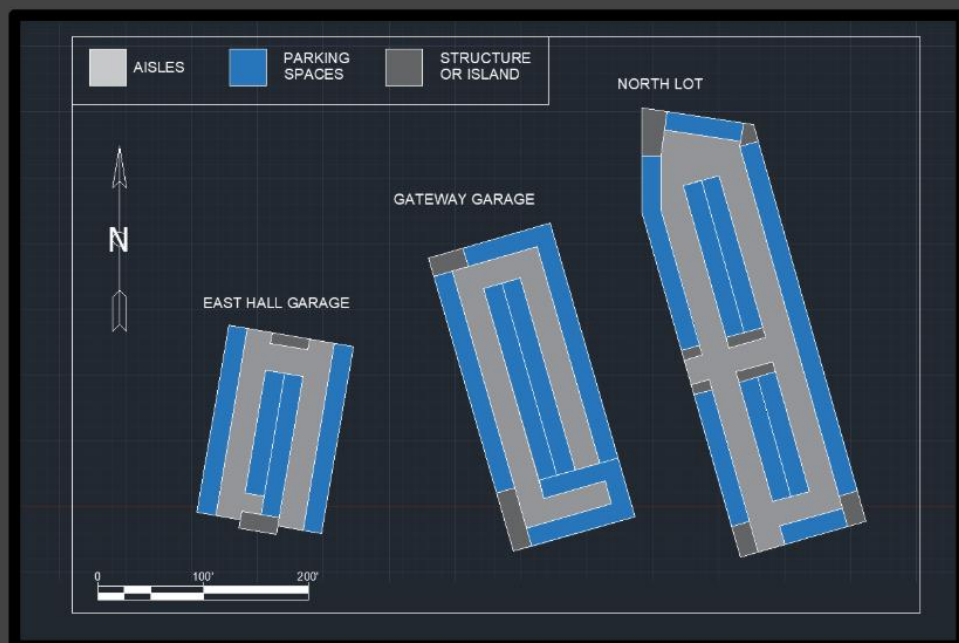 AISLES
PARKING
SPACES
STRUCTURE
OR ISLAND
NORTH LOT
GATEWAY GARAGE
N
EAST HALL GARAGE
0 100' 200'